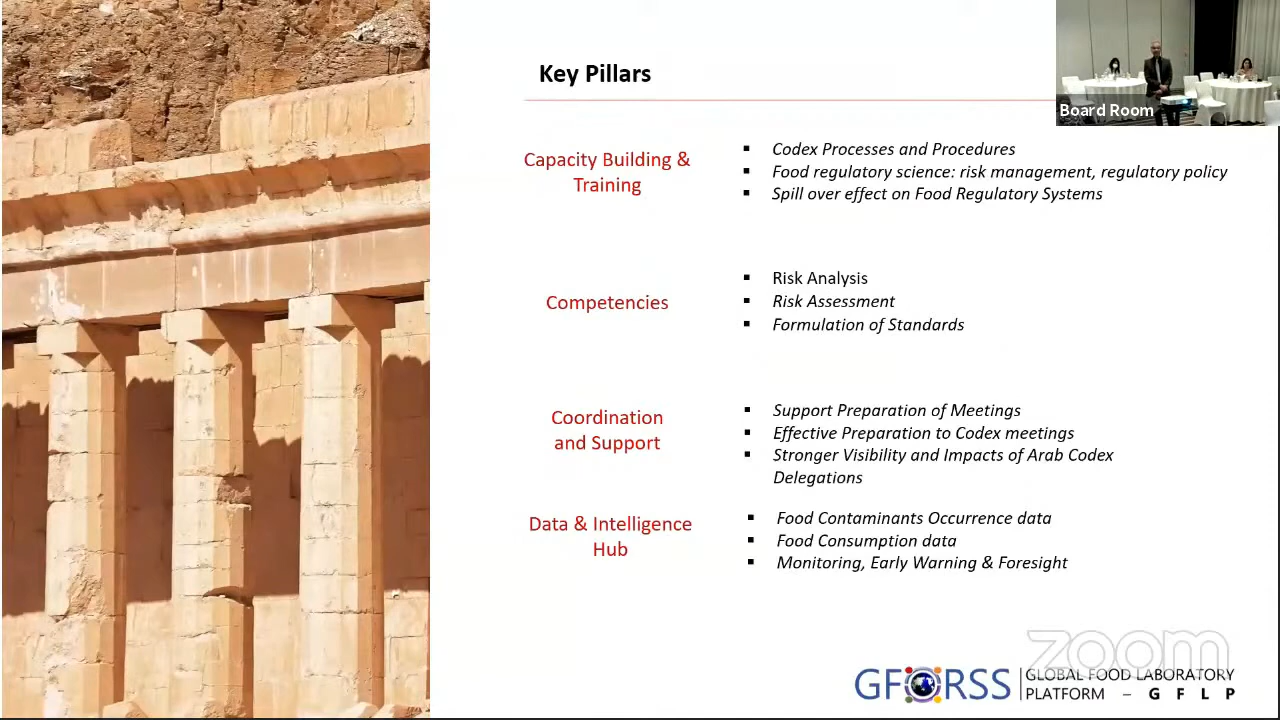 Key Pillars
Board Room
Capacity Building &
Training
▪ Codex Processes and Procedures
▪ Food regulatory science: risk management, regulatory policy
▪ Spill over effect on Food Regulatory Systems
Competencies
▪ Risk Analysis
▪ Risk Assessment
▪ Formulation of Standards
Coordination
and Support
▪ Support Preparation of Meetings
▪ Effective Preparation to Codex meetings
▪ Stronger Visibility and Impacts of Arab Codex
Delegations
Data & Intelligence
Hub
▪ Food Contaminants Occurrence data
▪ Food Consumption data
▪ Monitoring, Early Warning & Foresight
zoom
GFORSS
GLOBAL FOOD LABORATORY
PLATFORM – GFLP